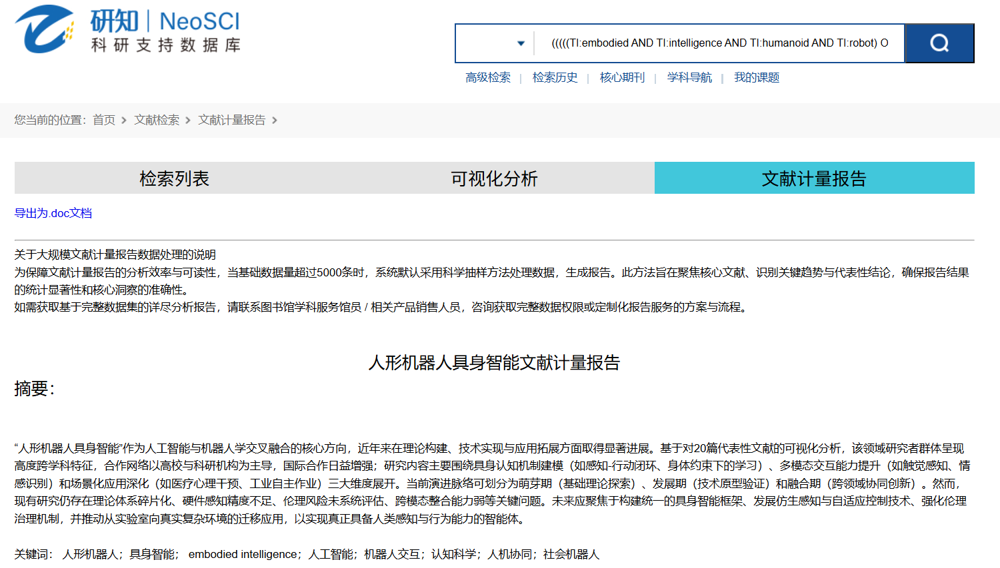 研知 | NeoSCI
科研支持数据库
(((((TI:embodied AND TI:intelligence AND TI:humanoid AND TI:robot) O
高级检索 | 检索历史 | 核心期刊 | 学科导航 | 我的课题
您当前的位置：首页 > 文献检索 > 文献计量报告 >
检索列表 可视化分析 文献计量报告
导出为.doc文档
关于大规模文献计量报告数据处理的说明
为保障文献计量报告的分析效率与可读性，当基础数据量超过5000条时，系统默认采用科学抽样方法处理数据，生成报告。此方法旨在聚焦核心文献、识别关键趋势与代表性结论，确保报告结果
的统计显著性和核心洞察的准确性。
如需获取基于完整数据集的详尽分析报告，请联系图书馆学科服务馆员 / 相关产品销售人员，咨询获取完整数据权限或定制化报告服务的方案与流程。
人形机器人具身智能文献计量报告
摘要：
“人形机器人具身智能”作为人工智能与机器人学交叉融合的核心方向，近年来在理论构建、技术实现与应用拓展方面取得显著进展。基于对20篇代表性文献的可视化分析，该领域研究者群体呈现
高度跨学科特征，合作网络以高校与科研机构为主导，国际合作日益增强；研究内容主要围绕具身认知机制建模（如感知-行动闭环、身体约束下的学习）、多模态交互能力提升（如触觉感知、情
感识别）和场景化应用深化（如医疗心理干预、工业自主作业）三大维度展开。当前演进脉络可划分为萌芽期（基础理论探索）、发展期（技术原型验证）和融合期（跨领域协同创新）。然而，
现有研究仍存在理论体系碎片化、硬件感知精度不足、伦理风险未系统评估、跨模态整合能力弱等关键问题。未来应聚焦于构建统一的具身智能框架、发展仿生感知与自适应控制技术、强化伦理
治理机制，并推动从实验室向真实复杂环境的迁移应用，以实现真正具备人类感知与行为能力的智能体。
关键词： 人形机器人；具身智能； embodied intelligence；人工智能；机器人交互；认知科学；人机协同；社会机器人